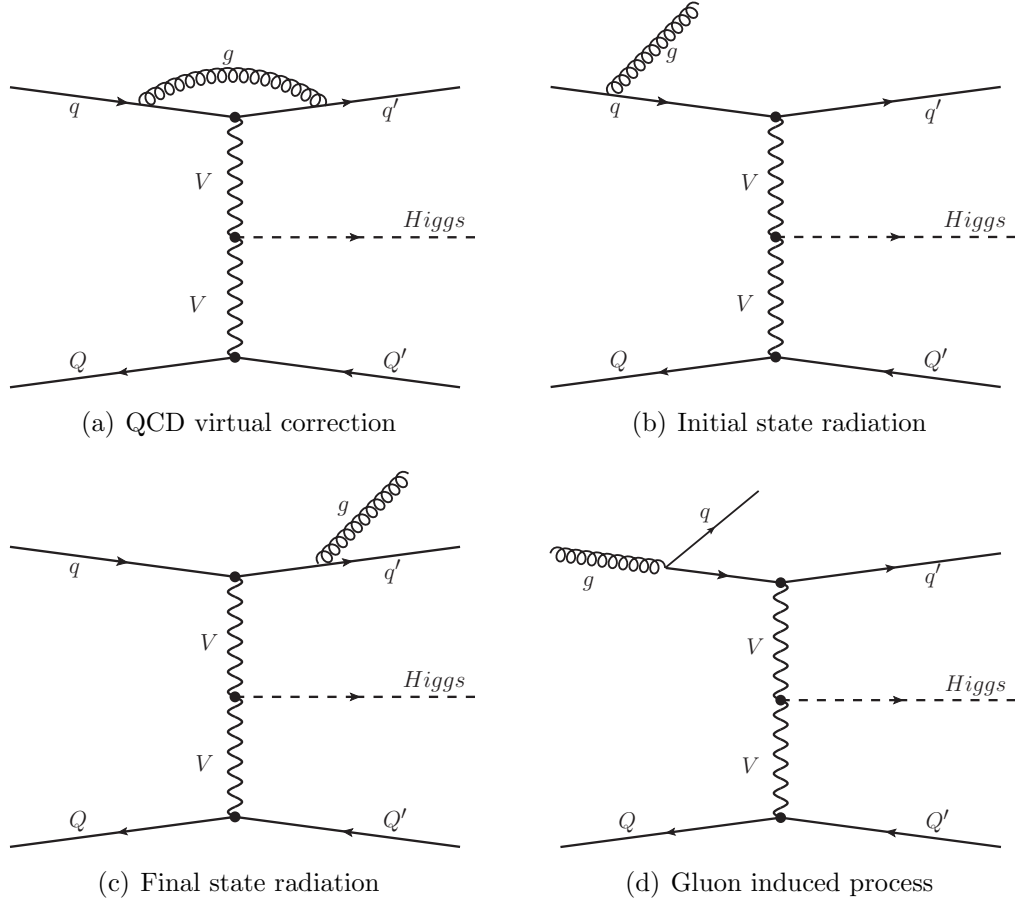 g
q
q′
V
Higgs
V
Q
Q′
(a) QCD virtual correction
g
q
q′
V
Higgs
V
Q
Q′
(b) Initial state radiation
g
q
q′
V
Higgs
V
Q
Q′
(c) Final state radiation
q
g
q′
V
Higgs
V
Q
Q′
(d) Gluon induced process